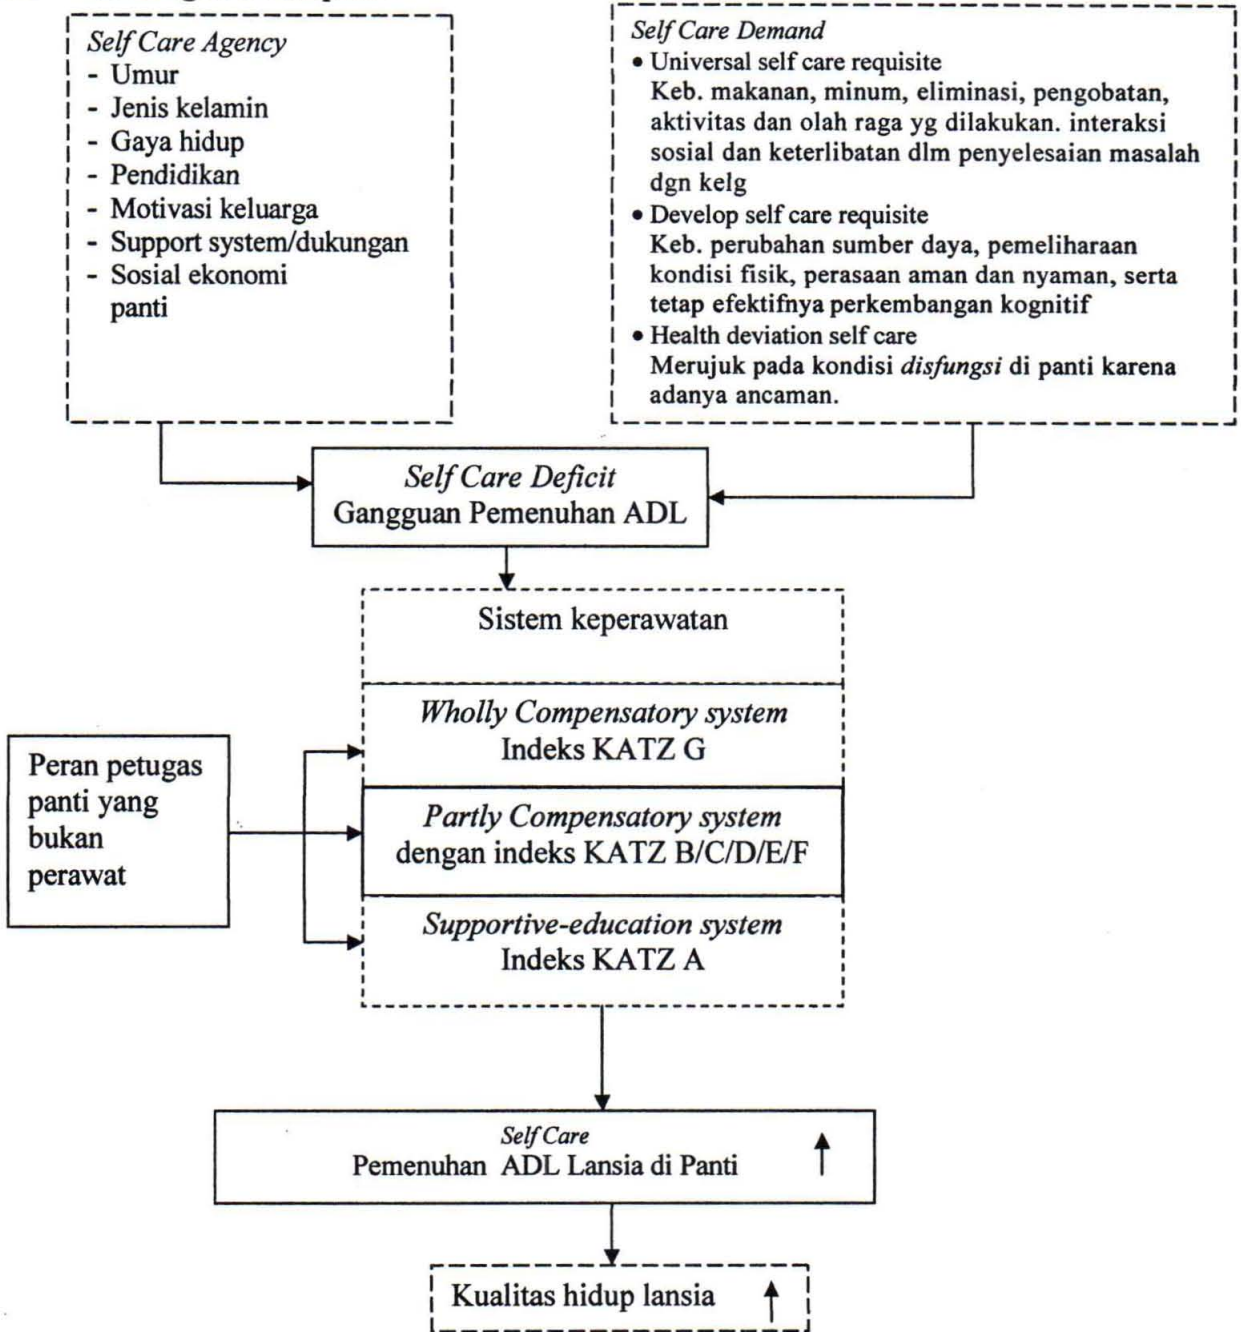 Self Care Agency
- Umur
- Jenis kelamin
- Gaya hidup
- Pendidikan
- Motivasi keluarga
- Support system/dukungan
- Sosial ekonomi
panti
Self Care Demand
• Universal self care requisite
Keb. makanan, minum, eliminasi, pengobatan,
aktivitas dan olah raga yg dilakukan. interaksi
sosial dan keterlibatan dlm penyelesaian masalah
dgn kelg
• Develop self care requisite
Keb. perubahan sumber daya, pemeliharaan
kondisi fisik, perasaan aman dan nyaman, serta
tetap efektifnya perkembangan kognitif
• Health deviation self care
Merujuk pada kondisi disfungsi di panti karena
adanya ancaman.
Self Care Deficit
Gangguan Pemenuhan ADL
Sistem keperawatan
Wholly Compensatory system
Indeks KATZ G
Peran petugas
panti yang
bukan
perawat
Partly Compensatory system
dengan indeks KATZ B/C/D/E/F
Supportive-education system
Indeks KATZ A
Self Care
Pemenuhan ADL Lansia di Panti
Kualitas hidup lansia